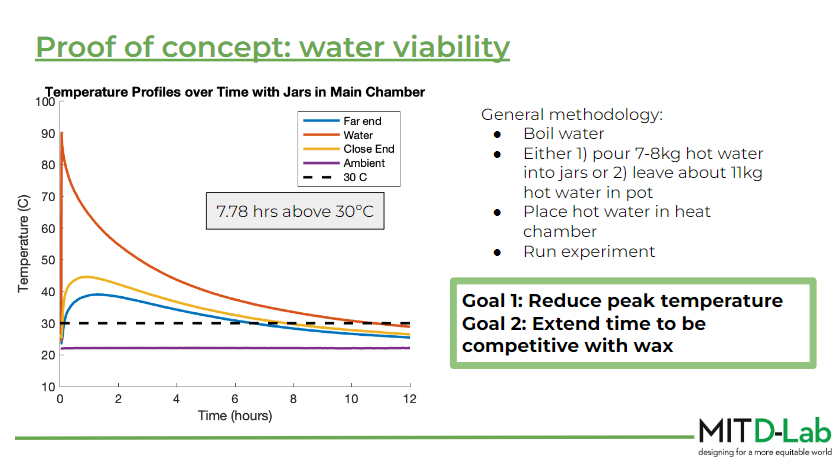 Proof of concept: water viability
Temperature Profiles over Time with Jars in Main Chamber
100
90
80
70
60
50
40
30
20
10
Temperature (C)
0
2
4
6
8
10
12
Time (hours)
Far end
Water
Close End
Ambient
30 C
7.78 hrs above 30°C
General methodology:
● Boil water
● Either 1) pour 7-8kg hot water
into jars or 2) leave about 11kg
hot water in pot
● Place hot water in heat
chamber
● Run experiment
Goal 1: Reduce peak temperature
Goal 2: Extend time to be
competitive with wax
MIT D-Lab
designing for a more equitable world